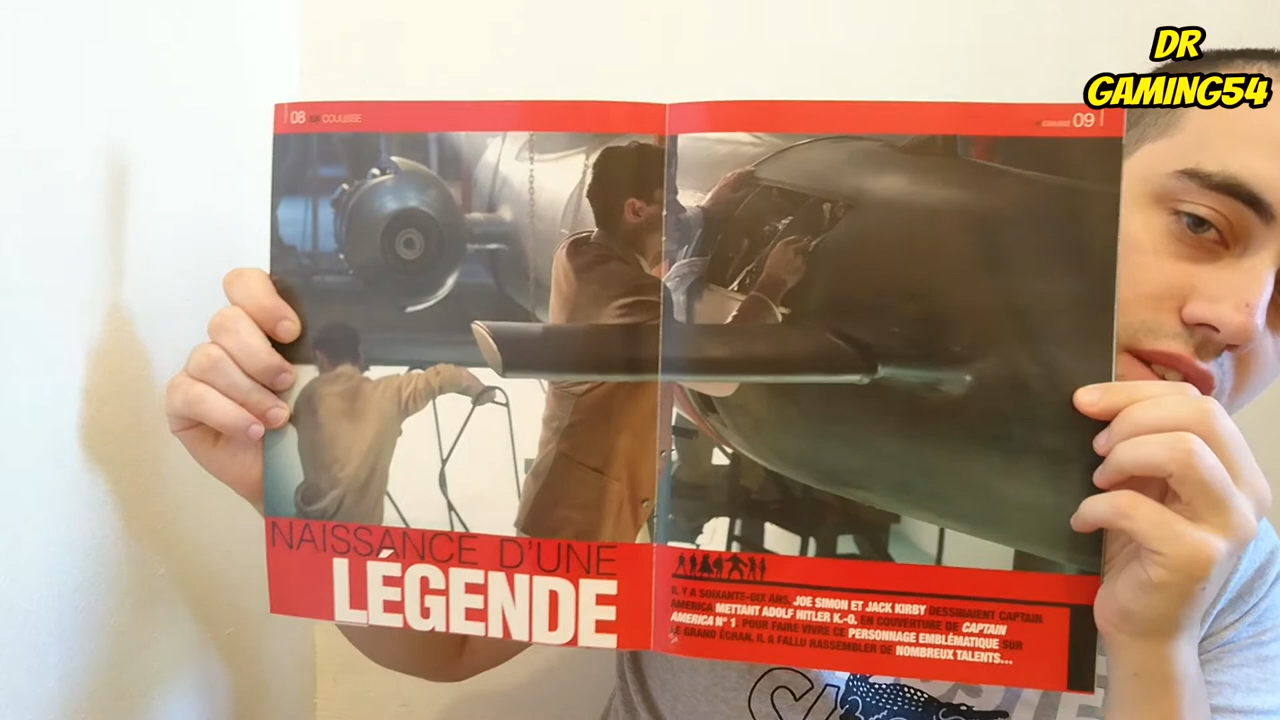 DR
GAMING54
08 EN COULISSE
COULISSE 09
NAISSANCE D'UNE
LÉGENDE
IL Y A SOIXANTE-DIX ANS, JOE SIMON ET JACK KIRBY DESSINAIENT CAPTAIN
AMERICA METTANT ADOLF HITLER K.-O. EN COUVERTURE DE CAPTAIN
AMERICA N° 1. POUR FAIRE VIVRE CE PERSONNAGE EMBLÉMATIQUE SUR
LE GRAND ÉCRAN, IL A FALLU RASSEMBLER DE NOMBREUX TALENTS...